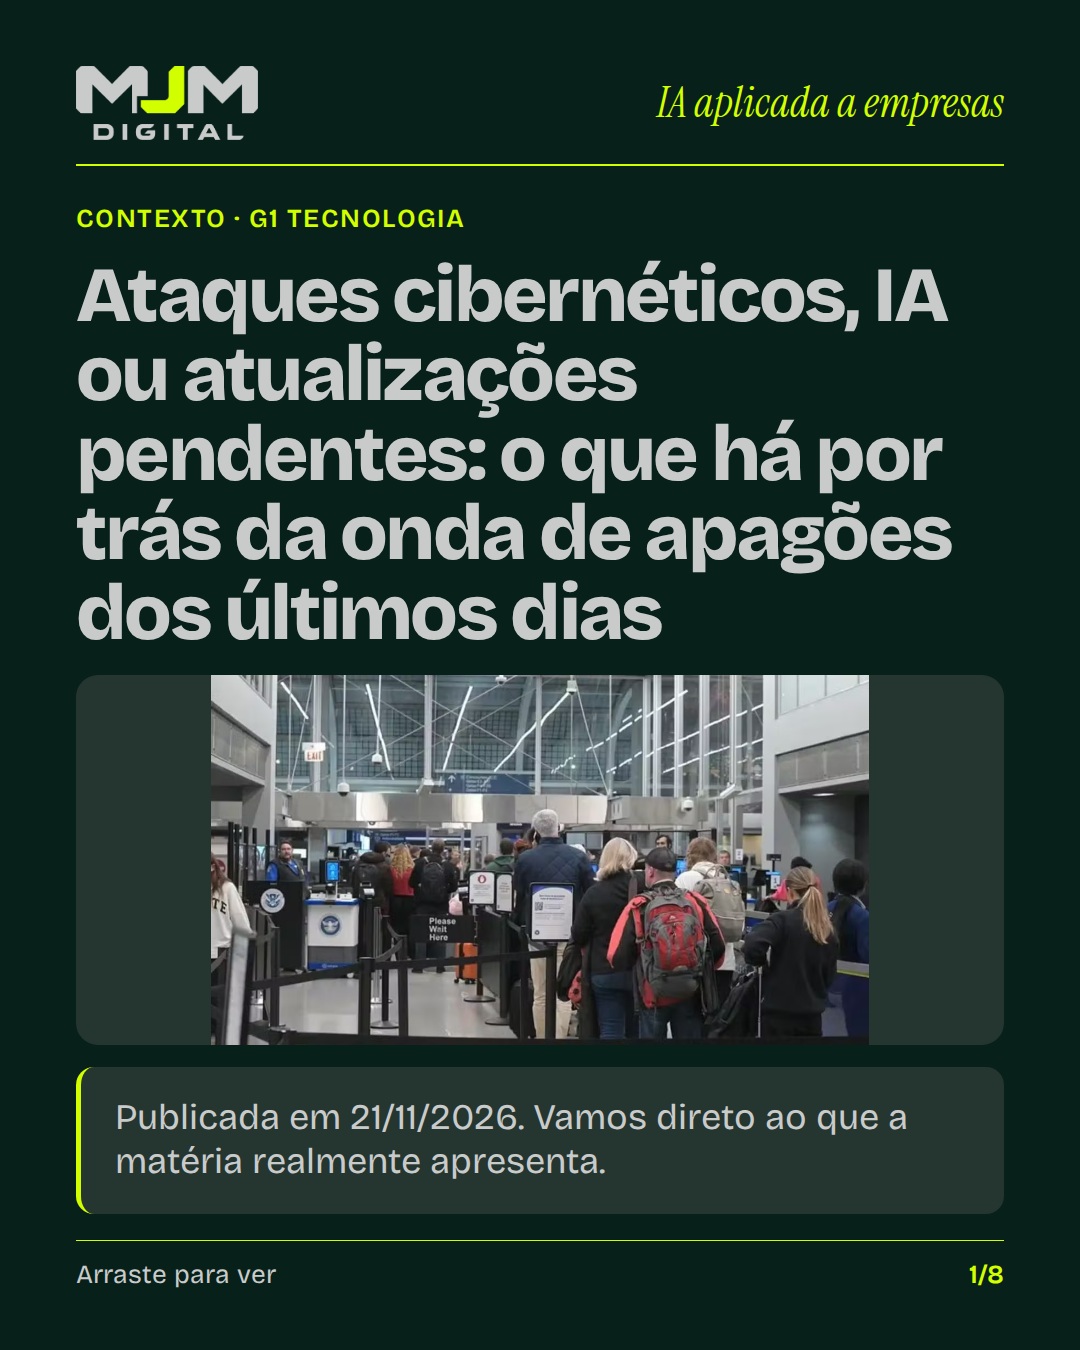 MJM
DIGITAL
IA aplicada a empresas
CONTEXTO · G1 TECNOLOGIA
Ataques cibernéticos, IA
ou atualizações
pendentes: o que há por
trás da onda de apagões
dos últimos dias
EXIT
Please
Wait
Here
Publicada em 21/11/2026. Vamos direto ao que a
matéria realmente apresenta.
Arraste para ver
1/8